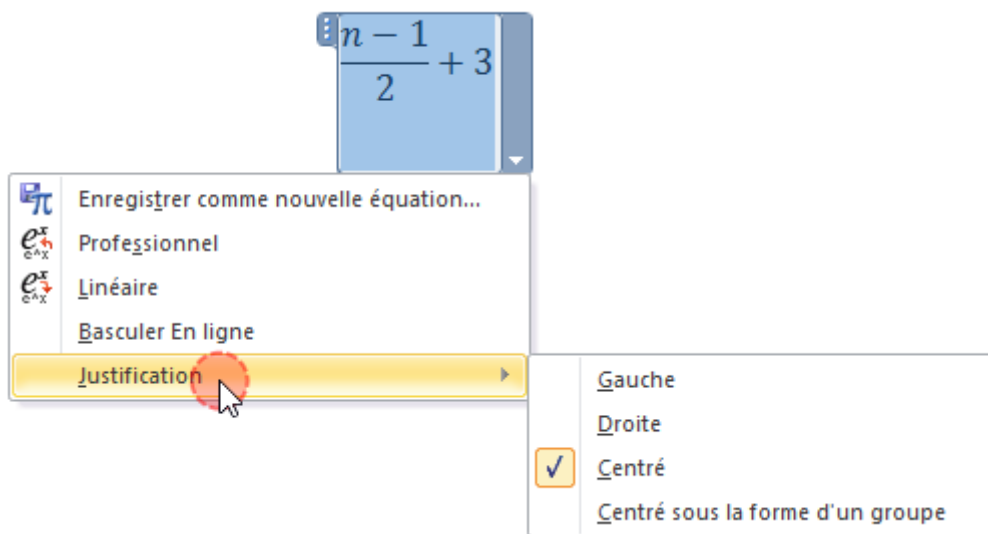 n − 1
2
+ 3
Enregistrer comme nouvelle équation...
Professionnel
Linéaire
Basculer En ligne
Justification
Gauche
Droite
Centré
Centré sous la forme d'un groupe